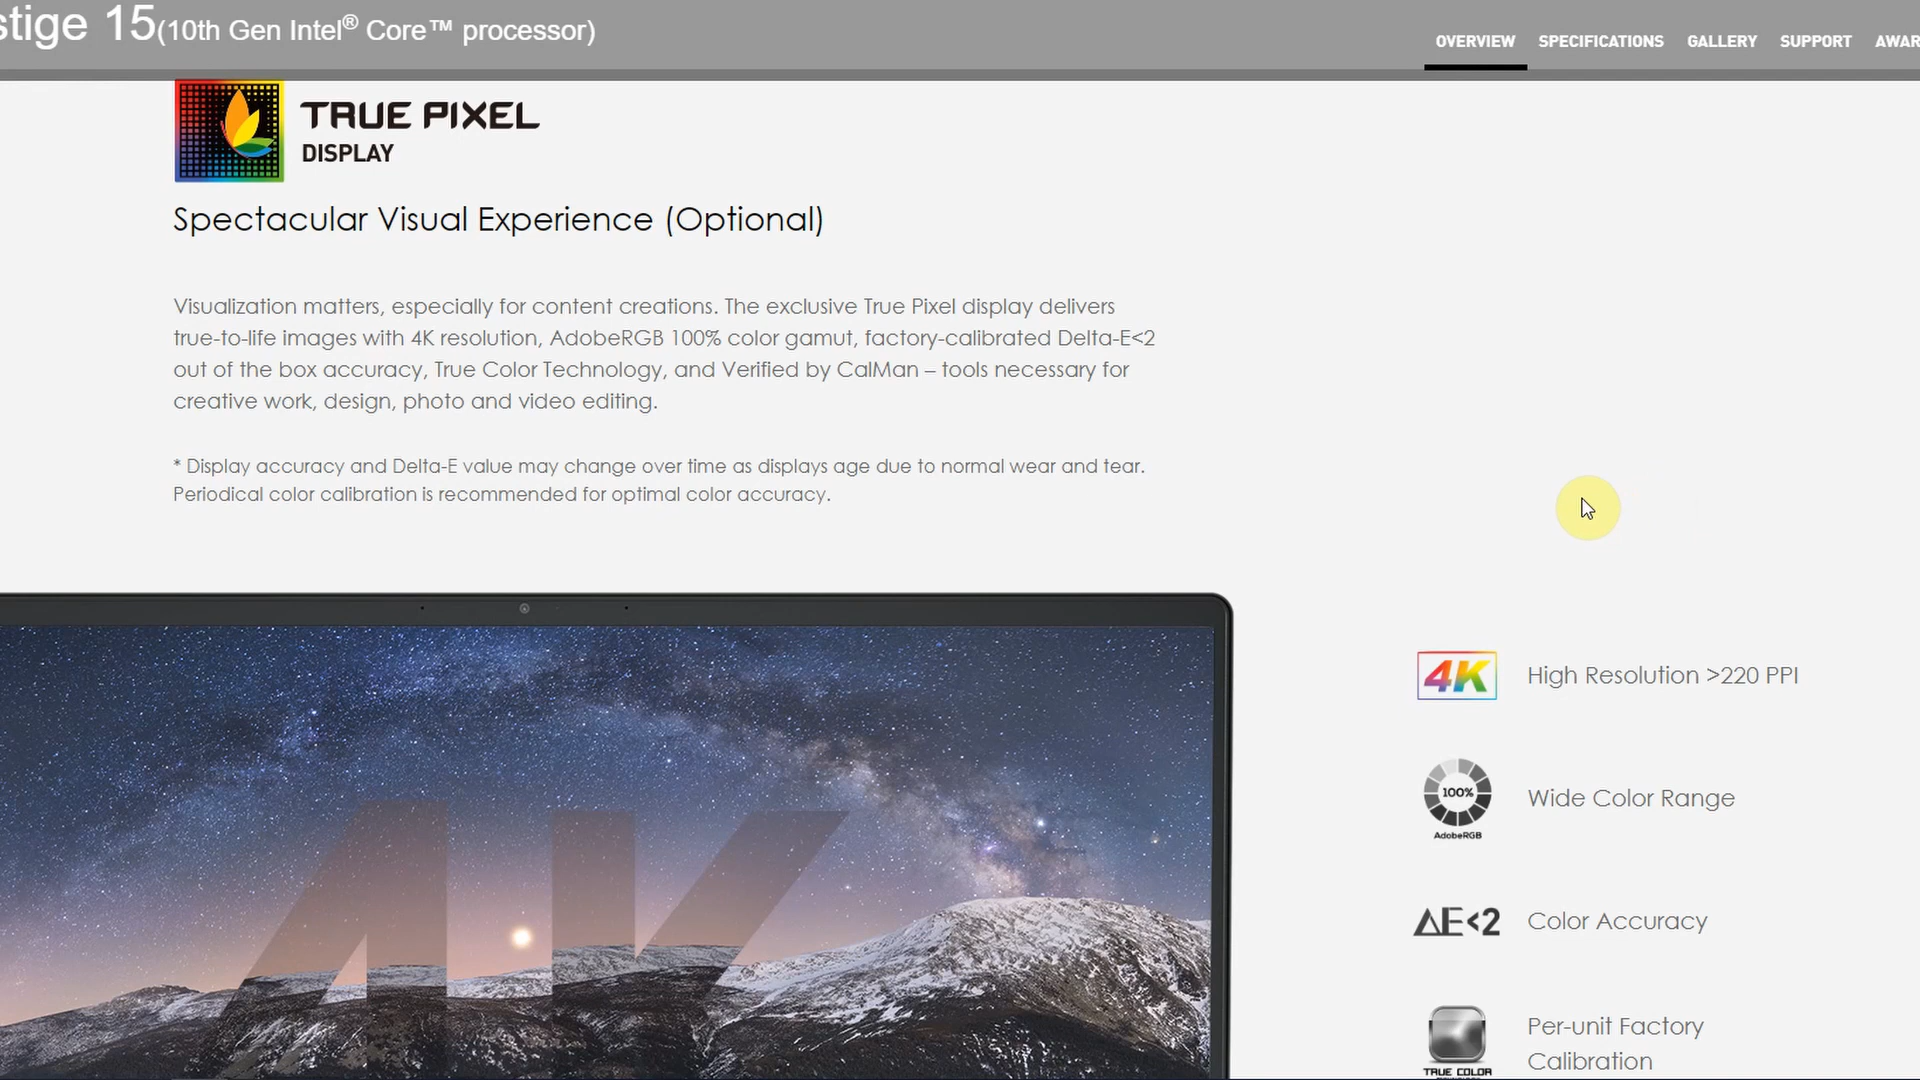 stige 15(10th Gen Intel® Core™ processor)
OVERVIEW SPECIFICATIONS GALLERY SUPPORT AWAR
TRUE PIXEL
DISPLAY
Spectacular Visual Experience (Optional)
Visualization matters, especially for content creations. The exclusive True Pixel display delivers
true-to-life images with 4K resolution, AdobeRGB 100% color gamut, factory-calibrated Delta-E<2
out of the box accuracy, True Color Technology, and Verified by CalMan – tools necessary for
creative work, design, photo and video editing.
* Display accuracy and Delta-E value may change over time as displays age due to normal wear and tear.
Periodical color calibration is recommended for optimal color accuracy.
4K
4K High Resolution >220 PPI
100%
AdobeRGB
Wide Color Range
ΔE<2 Color Accuracy
TRUE COLOR
Per-unit Factory
Calibration